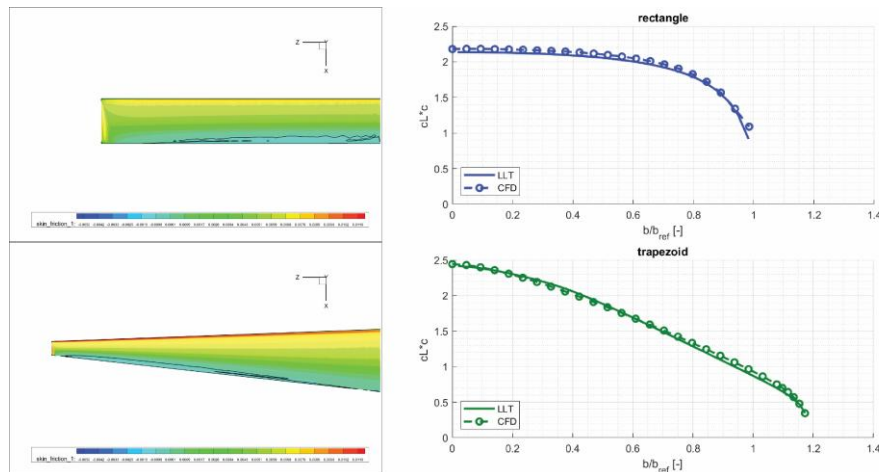 Z
X
skin_friction_1:
rectangle
2.5
2
1.5
1
0.5
0
cL*c
LLT
CFD
0 0.2 0.4 0.6 0.8 1 1.2 1.4
b/b_ref [-]
Z
X
skin_friction_1:
trapezoid
2.5
2
1.5
1
0.5
0
cL*c
LLT
CFD
0 0.2 0.4 0.6 0.8 1 1.2 1.4
b/b_ref [-]